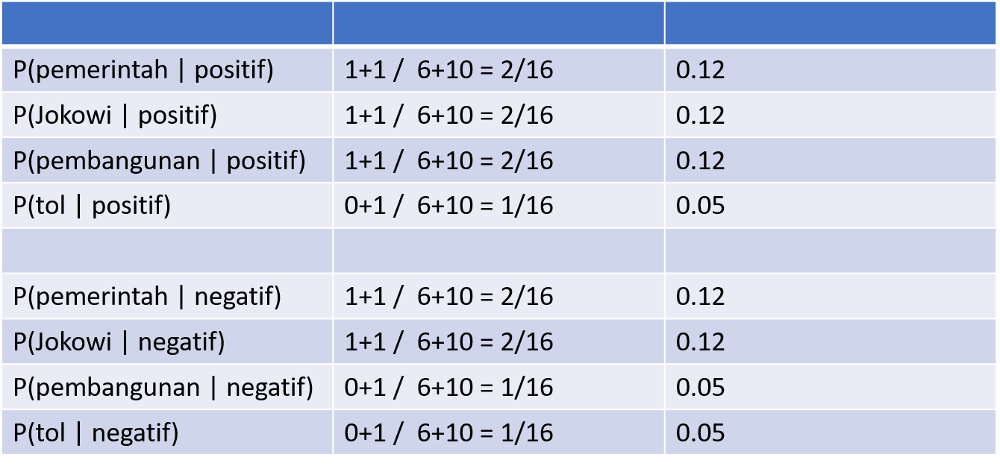 P(pemerintah | positif) 1+1 / 6+10 = 2/16 0.12
P(Jokowi | positif) 1+1 / 6+10 = 2/16 0.12
P(pembangunan | positif) 1+1 / 6+10 = 2/16 0.12
P(tol | positif) 0+1 / 6+10 = 1/16 0.05
P(pemerintah | negatif) 1+1 / 6+10 = 2/16 0.12
P(Jokowi | negatif) 1+1 / 6+10 = 2/16 0.12
P(pembangunan | negatif) 0+1 / 6+10 = 1/16 0.05
P(tol | negatif) 0+1 / 6+10 = 1/16 0.05